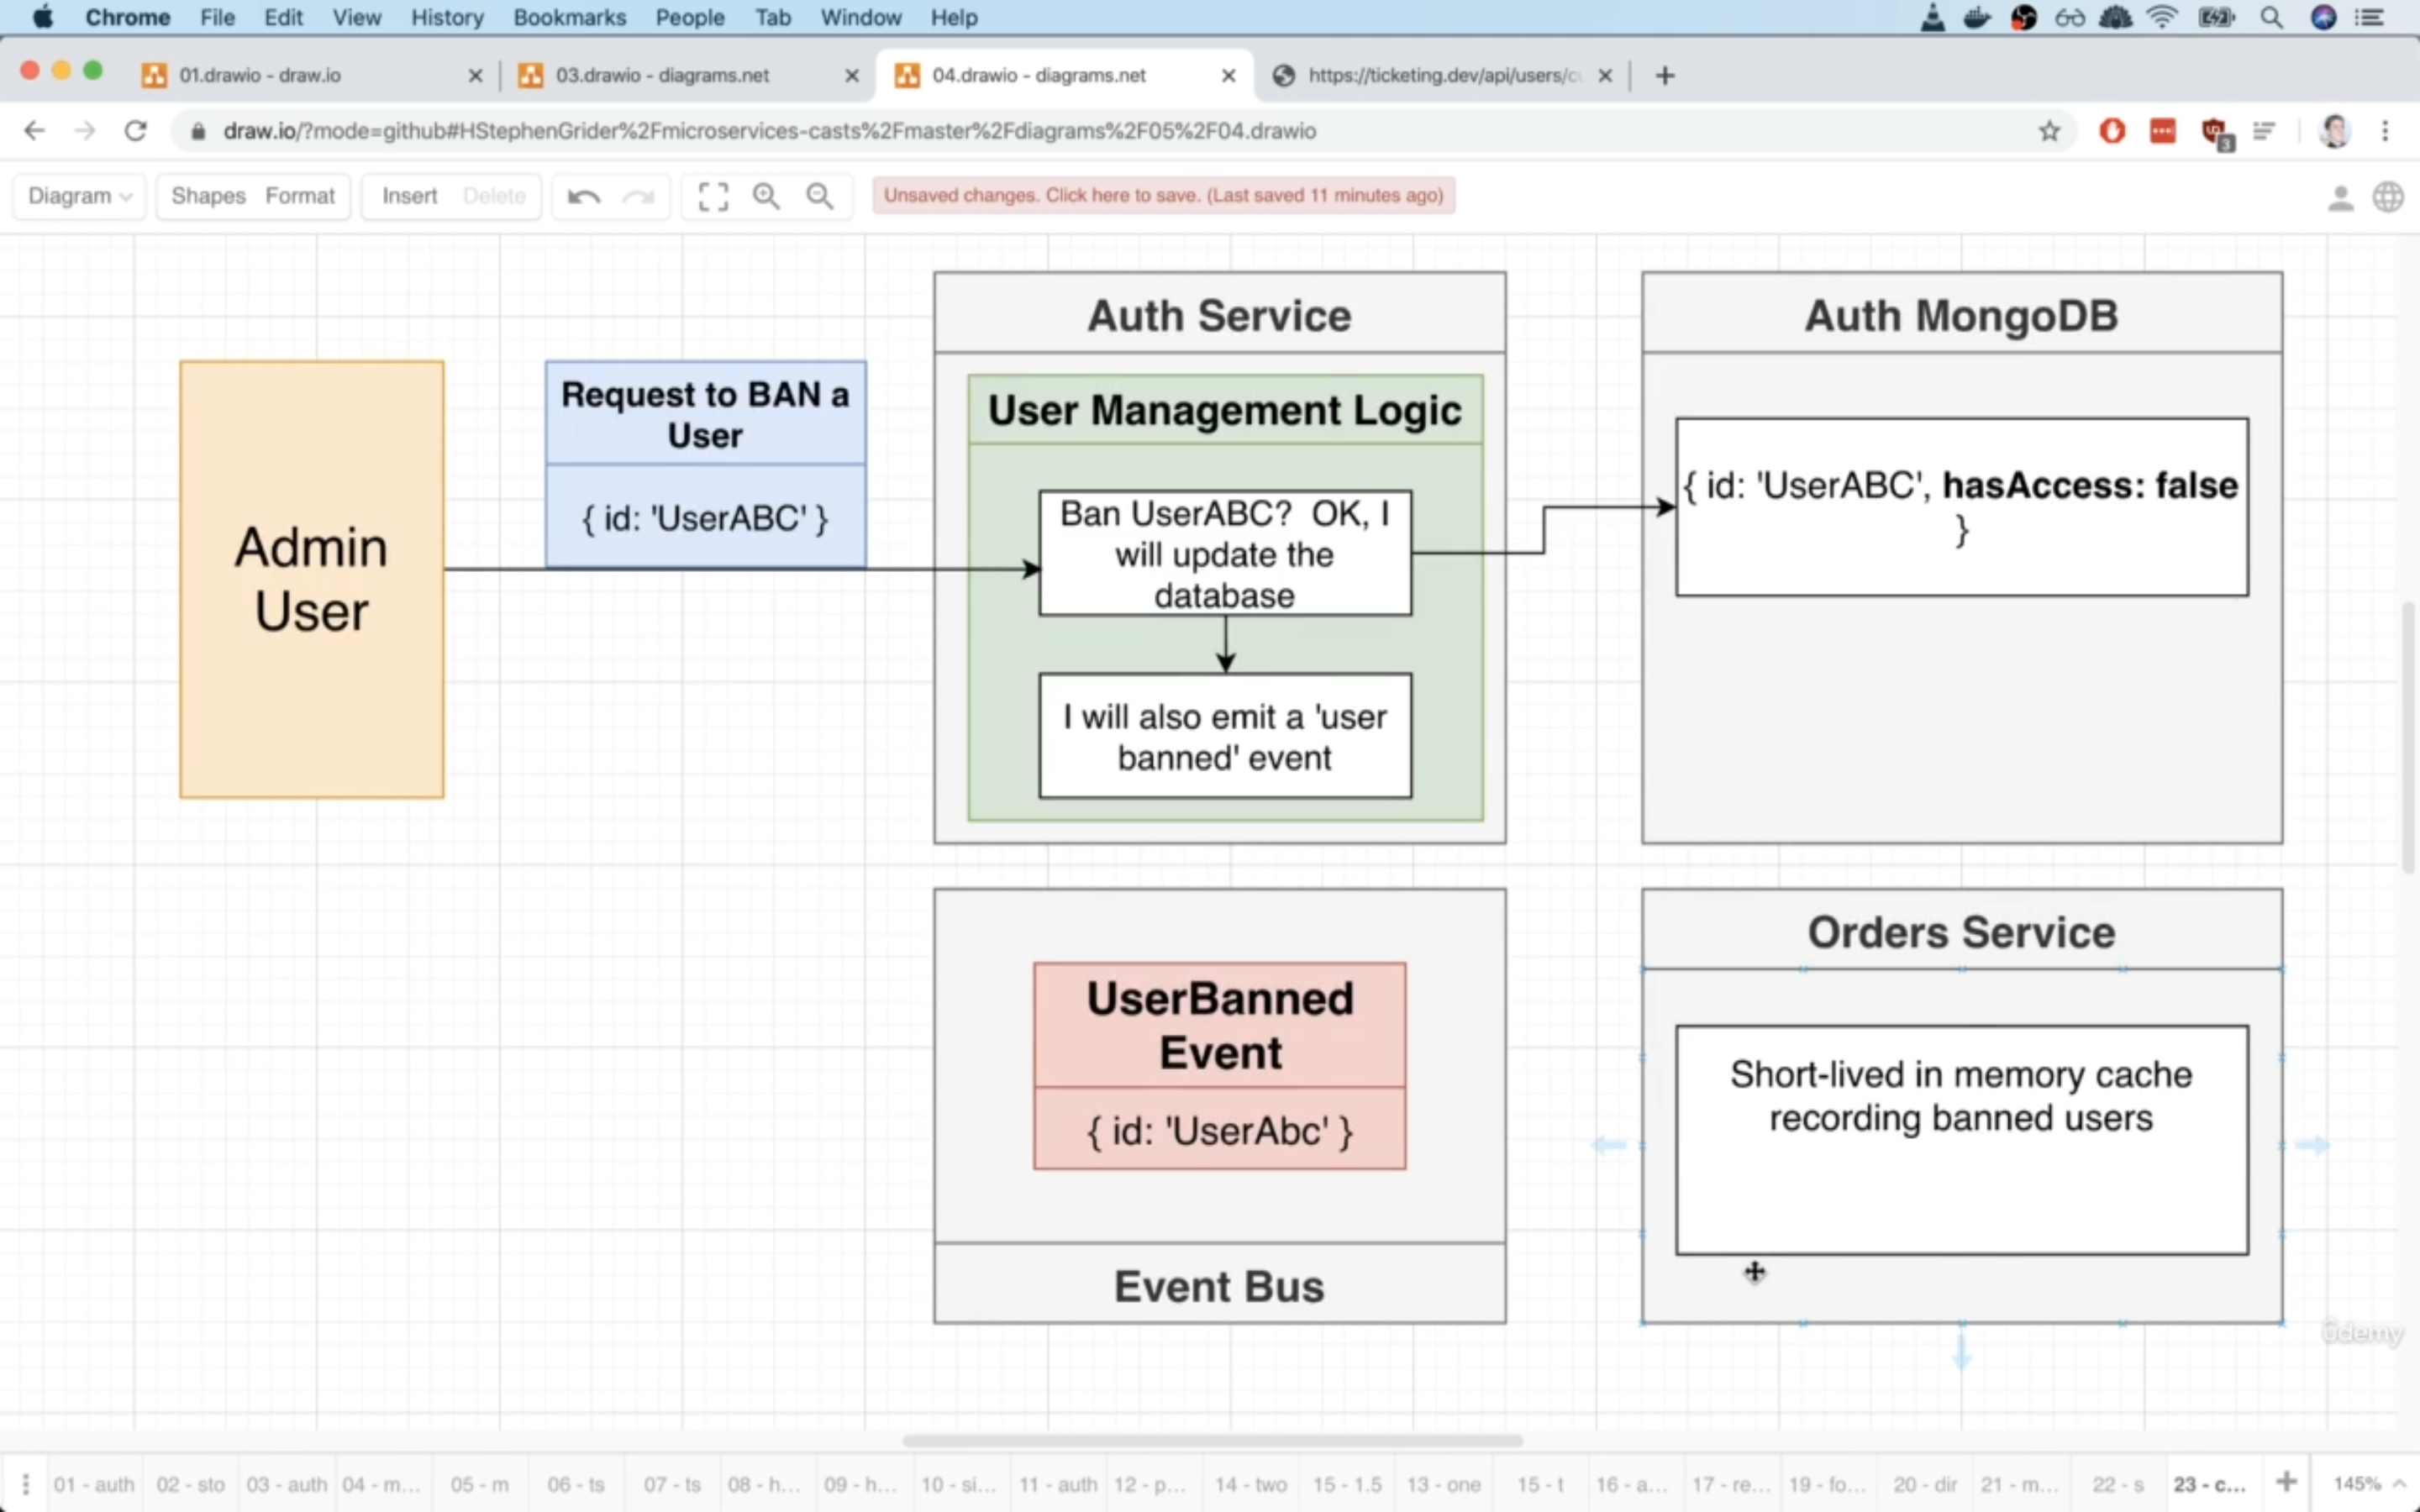 Chrome File Edit View History Bookmarks People Tab Window Help
01.drawio - draw.io
03.drawio - diagrams.net
04.drawio - diagrams.net
https://ticketing.dev/api/users/c
draw.io/?mode=github#HStephenGrider%2Fmicroservices-casts%2Fmaster%2Fdiagrams%2F05%2F04.drawio
3
Diagram Shapes Format Insert Delete
Unsaved changes. Click here to save. (Last saved 11 minutes ago)
Admin
User
Request to BAN a
User
{ id: 'UserABC' }
Auth Service
User Management Logic
Ban UserABC? OK, I
will update the
database
I will also emit a 'user
banned' event
Auth MongoDB
{ id: 'UserABC', hasAccess: false
}
UserBanned
Event
{ id: 'UserAbc' }
Event Bus
Orders Service
Short-lived in memory cache
recording banned users
ûdemy
01 - auth 02 - sto 03 - auth 04 - m... 05 - m 06 - ts 07 - ts 08 - h... 09 - h... 10 - si... 11 - auth 12 - p... 14 - two 15 - 1.5 13 - one 15 - t 16 - a... 17 - re... 19 - fo... 20 - dir 21 - m... 22 - s 23 - c... 145%